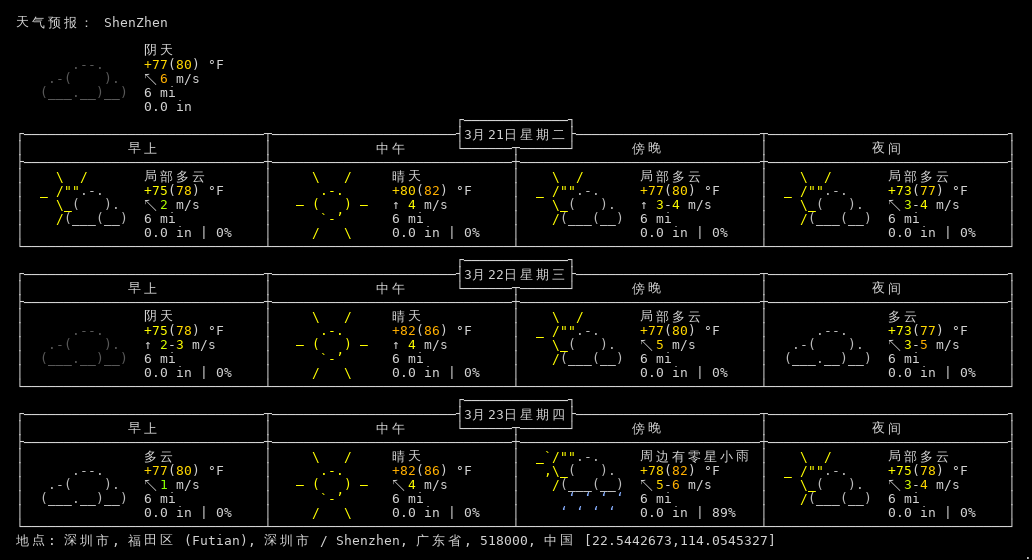 天气预报： ShenZhen
阴天
+77(80) °F
↖6 m/s
6 mi
0.0 in
3月21日星期二
早上 中午 傍晚 夜间
局部多云 晴天 局部多云 局部多云
+75(78) °F +80(82) °F +77(80) °F +73(77) °F
↖2 m/s ↑ 4 m/s ↑ 3-4 m/s ↖3-4 m/s
6 mi 6 mi 6 mi 6 mi
0.0 in | 0% 0.0 in | 0% 0.0 in | 0% 0.0 in | 0%
3月22日星期三
早上 中午 傍晚 夜间
阴天 晴天 局部多云 多云
+75(78) °F +82(86) °F +77(80) °F +73(77) °F
↑ 2-3 m/s ↑ 4 m/s ↖5 m/s ↖3-5 m/s
6 mi 6 mi 6 mi 6 mi
0.0 in | 0% 0.0 in | 0% 0.0 in | 0% 0.0 in | 0%
3月23日星期四
早上 中午 傍晚 夜间
多云 晴天 周边有零星小雨 局部多云
+77(80) °F +82(86) °F +78(82) °F +75(78) °F
↖1 m/s ↖4 m/s ↖5-6 m/s ↖3-4 m/s
6 mi 6 mi 6 mi 6 mi
0.0 in | 0% 0.0 in | 0% 0.0 in | 89% 0.0 in | 0%
地点: 深圳市, 福田区 (Futian), 深圳市 / Shenzhen, 广东省, 518000, 中国 [22.5442673,114.0545327]